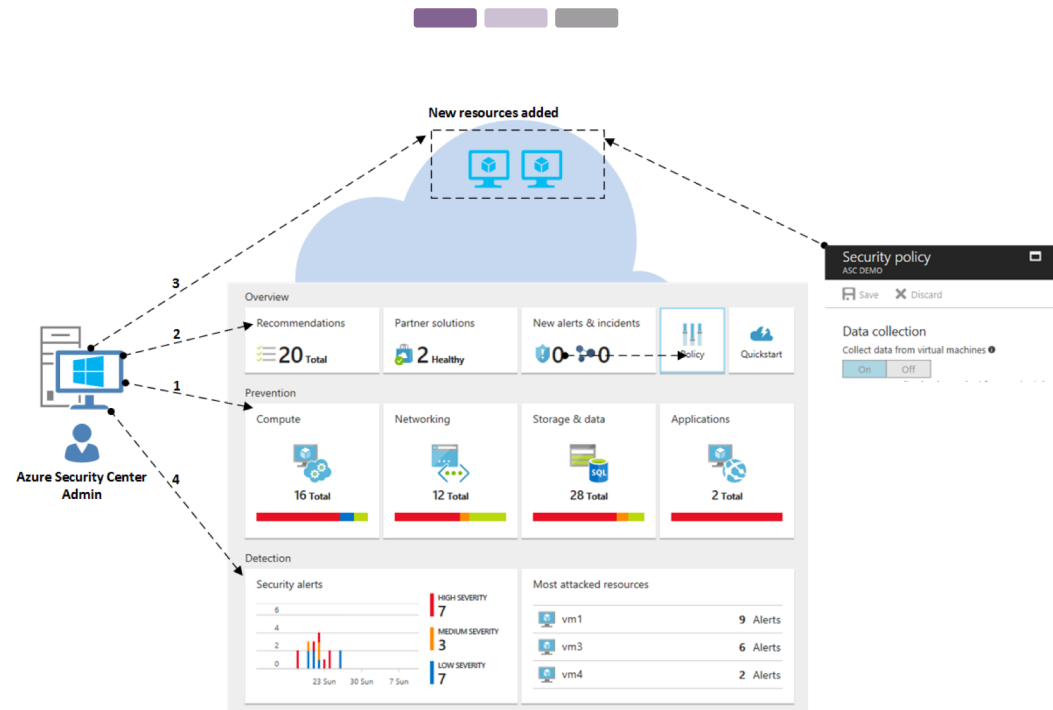 New resources added
Security policy
ASC DEMO
Save Discard
Data collection
Collect data from virtual machines
On Off
3
2
1
4
Azure Security Center
Admin
Overview
Recommendations
20 Total
Partner solutions
2 Healthy
New alerts & incidents
0 0
Policy
Quickstart
Prevention
Compute
16 Total
Networking
12 Total
Storage & data
SQL
28 Total
Applications
2 Total
Detection
Security alerts
6
4
2
0
23 Sun 30 Sun 7 Sun
HIGH SEVERITY
7
MEDIUM SEVERITY
3
LOW SEVERITY
7
Most attacked resources
vm1 9 Alerts
vm3 6 Alerts
vm4 2 Alerts